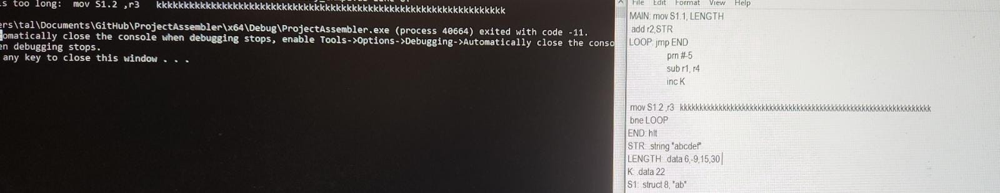 s too long:  mov S1.2 ,r3   kkkkkkkkkkkkkkkkkkkkkkkkkkkkkkkkkkkkkkkkkkkkkkkkkkkkkkkkkkkkkkkkkkkkkkkkkkkk
ers\tal\Documents\GitHub\ProjectAssembler\x64\Debug\ProjectAssembler.exe (process 40664) exited with code -11.
omatically close the console when debugging stops, enable Tools->Options->Debugging->Automatically close the conso
en debugging stops.
any key to close this window . . .
File Edit Format View Help
MAIN: mov S1.1, LENGTH
add r2,STR
LOOP: jmp END
prn #-5
sub r1, r4
inc K
mov S1.2 ,r3  kkkkkkkkkkkkkkkkkkkkkkkkkkkkkkkkkkkkkkkkkkkkkkkkkkkkkkkkkkkkkkkkkkkkkkkkkkkk
bne LOOP
END: hlt
STR: .string "abcdef"
LENGTH: .data 6,-9,15,30
K: .data 22
S1: .struct 8, "ab"